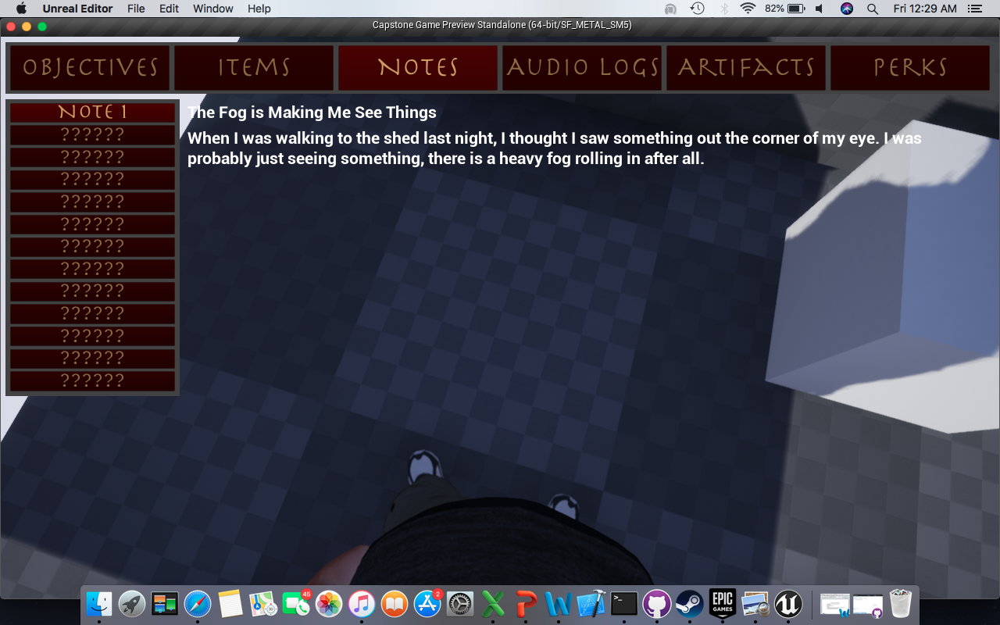 Unreal Editor File Edit Window Help 82% Fri 12:29 AM
Capstone Game Preview Standalone (64-bit/SF_METAL_SM5)
OBJECTIVES ITEMS NOTES AUDIO LOGS ARTIFACTS PERKS
NOTE 1
??????
??????
??????
??????
??????
??????
??????
??????
??????
??????
??????
??????
The Fog is Making Me See Things
When I was walking to the shed last night, I thought I saw something out the corner of my eye. I was
probably just seeing something, there is a heavy fog rolling in after all.
45
2
EPIC
GAMES